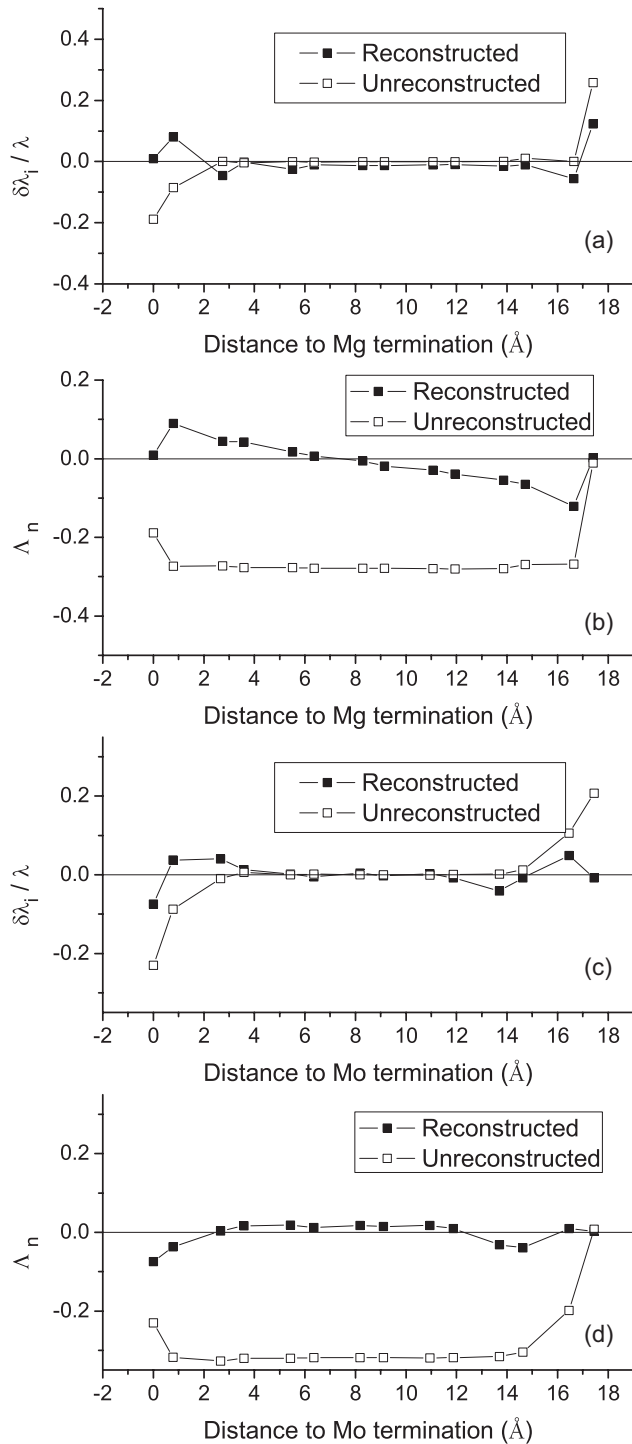 0.4
Reconstructed
Unreconstructed
0.2
δλi / λ
0.0
-0.2
(a)
-0.4
-2 0 2 4 6 8 10 12 14 16 18
Distance to Mg termination (Å)
0.2
Reconstructed
Unreconstructed
0.0
Λn
-0.2
-0.4
(b)
-2 0 2 4 6 8 10 12 14 16 18
Distance to Mg termination (Å)
Reconstructed
Unreconstructed
0.2
δλi / λ
0.0
-0.2
(c)
-2 0 2 4 6 8 10 12 14 16 18
Distance to Mo termination (Å)
Reconstructed
Unreconstructed
0.2
Λn
0.0
-0.2
(d)
-2 0 2 4 6 8 10 12 14 16 18
Distance to Mo termination (Å)